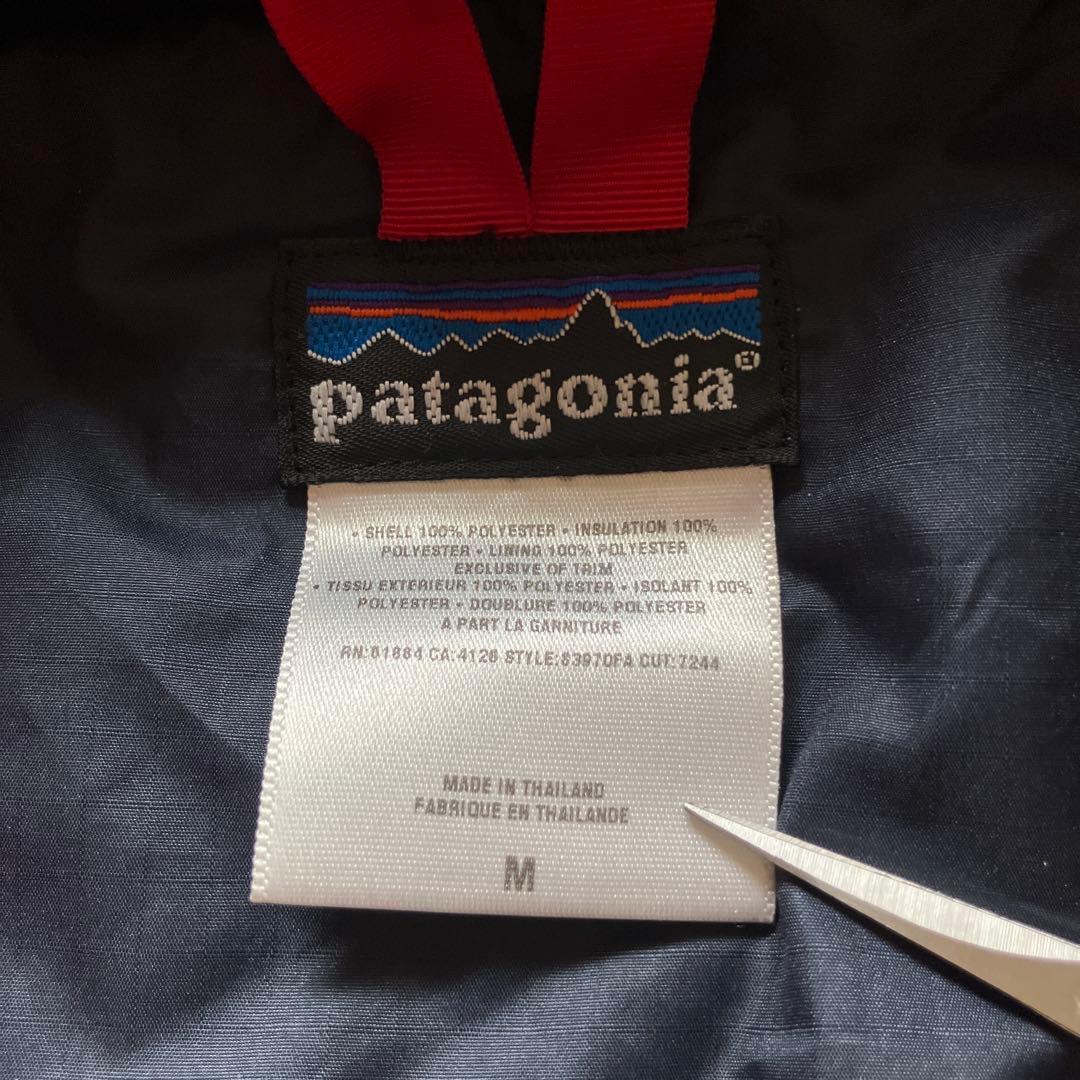 patagonia®
• SHELL 100% POLYESTER • INSULATION 100%
POLYESTER • LINING 100% POLYESTER
EXCLUSIVE OF TRIM
• TISSU EXTERIEUR 100% POLYESTER • ISOLANT 100%
POLYESTER • DOUBLURE 100% POLYESTER
A PART LA GARNITURE
RN:51884 CA:4126 STYLE:83970FA CUT:7244
MADE IN THAILAND
FABRIQUE EN THAILANDE
M